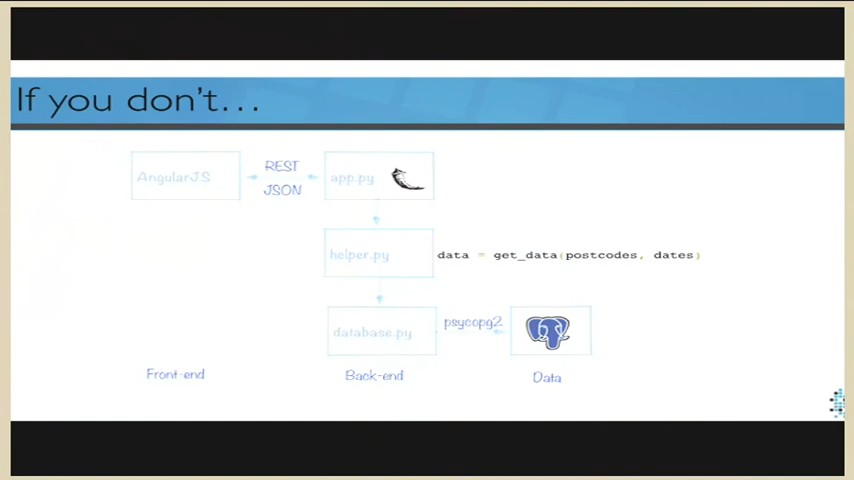 If you don't...
AngularJS
REST
JSON
app.py
helper.py
data = get_data(postcodes, dates)
database.py
psycopg2
Front-end
Back-end
Data